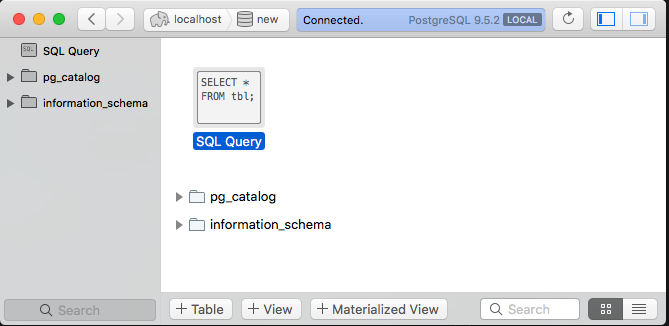 localhost
new
Connected.
PostgreSQL 9.5.2 LOCAL
SQL
SQL Query
pg_catalog
information_schema
SELECT *
FROM tbl;
SQL Query
pg_catalog
information_schema
Search
+ Table
+ View
+ Materialized View
Search